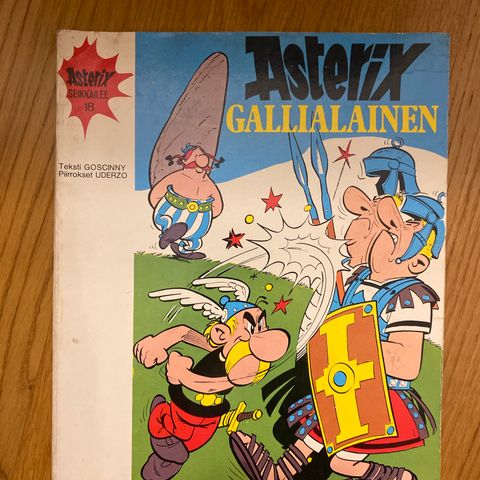 Asterix
SEIKKAILEE
18
Asterix
GALLIALAINEN
Teksti GOSCINNY
Piirrokset UDERZO